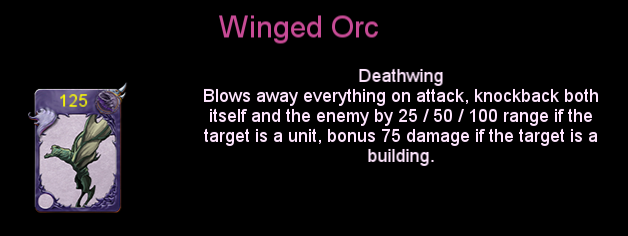 Winged Orc
125
Deathwing
Blows away everything on attack, knockback both
itself and the enemy by 25 / 50 / 100 range if the
target is a unit, bonus 75 damage if the target is a
building.